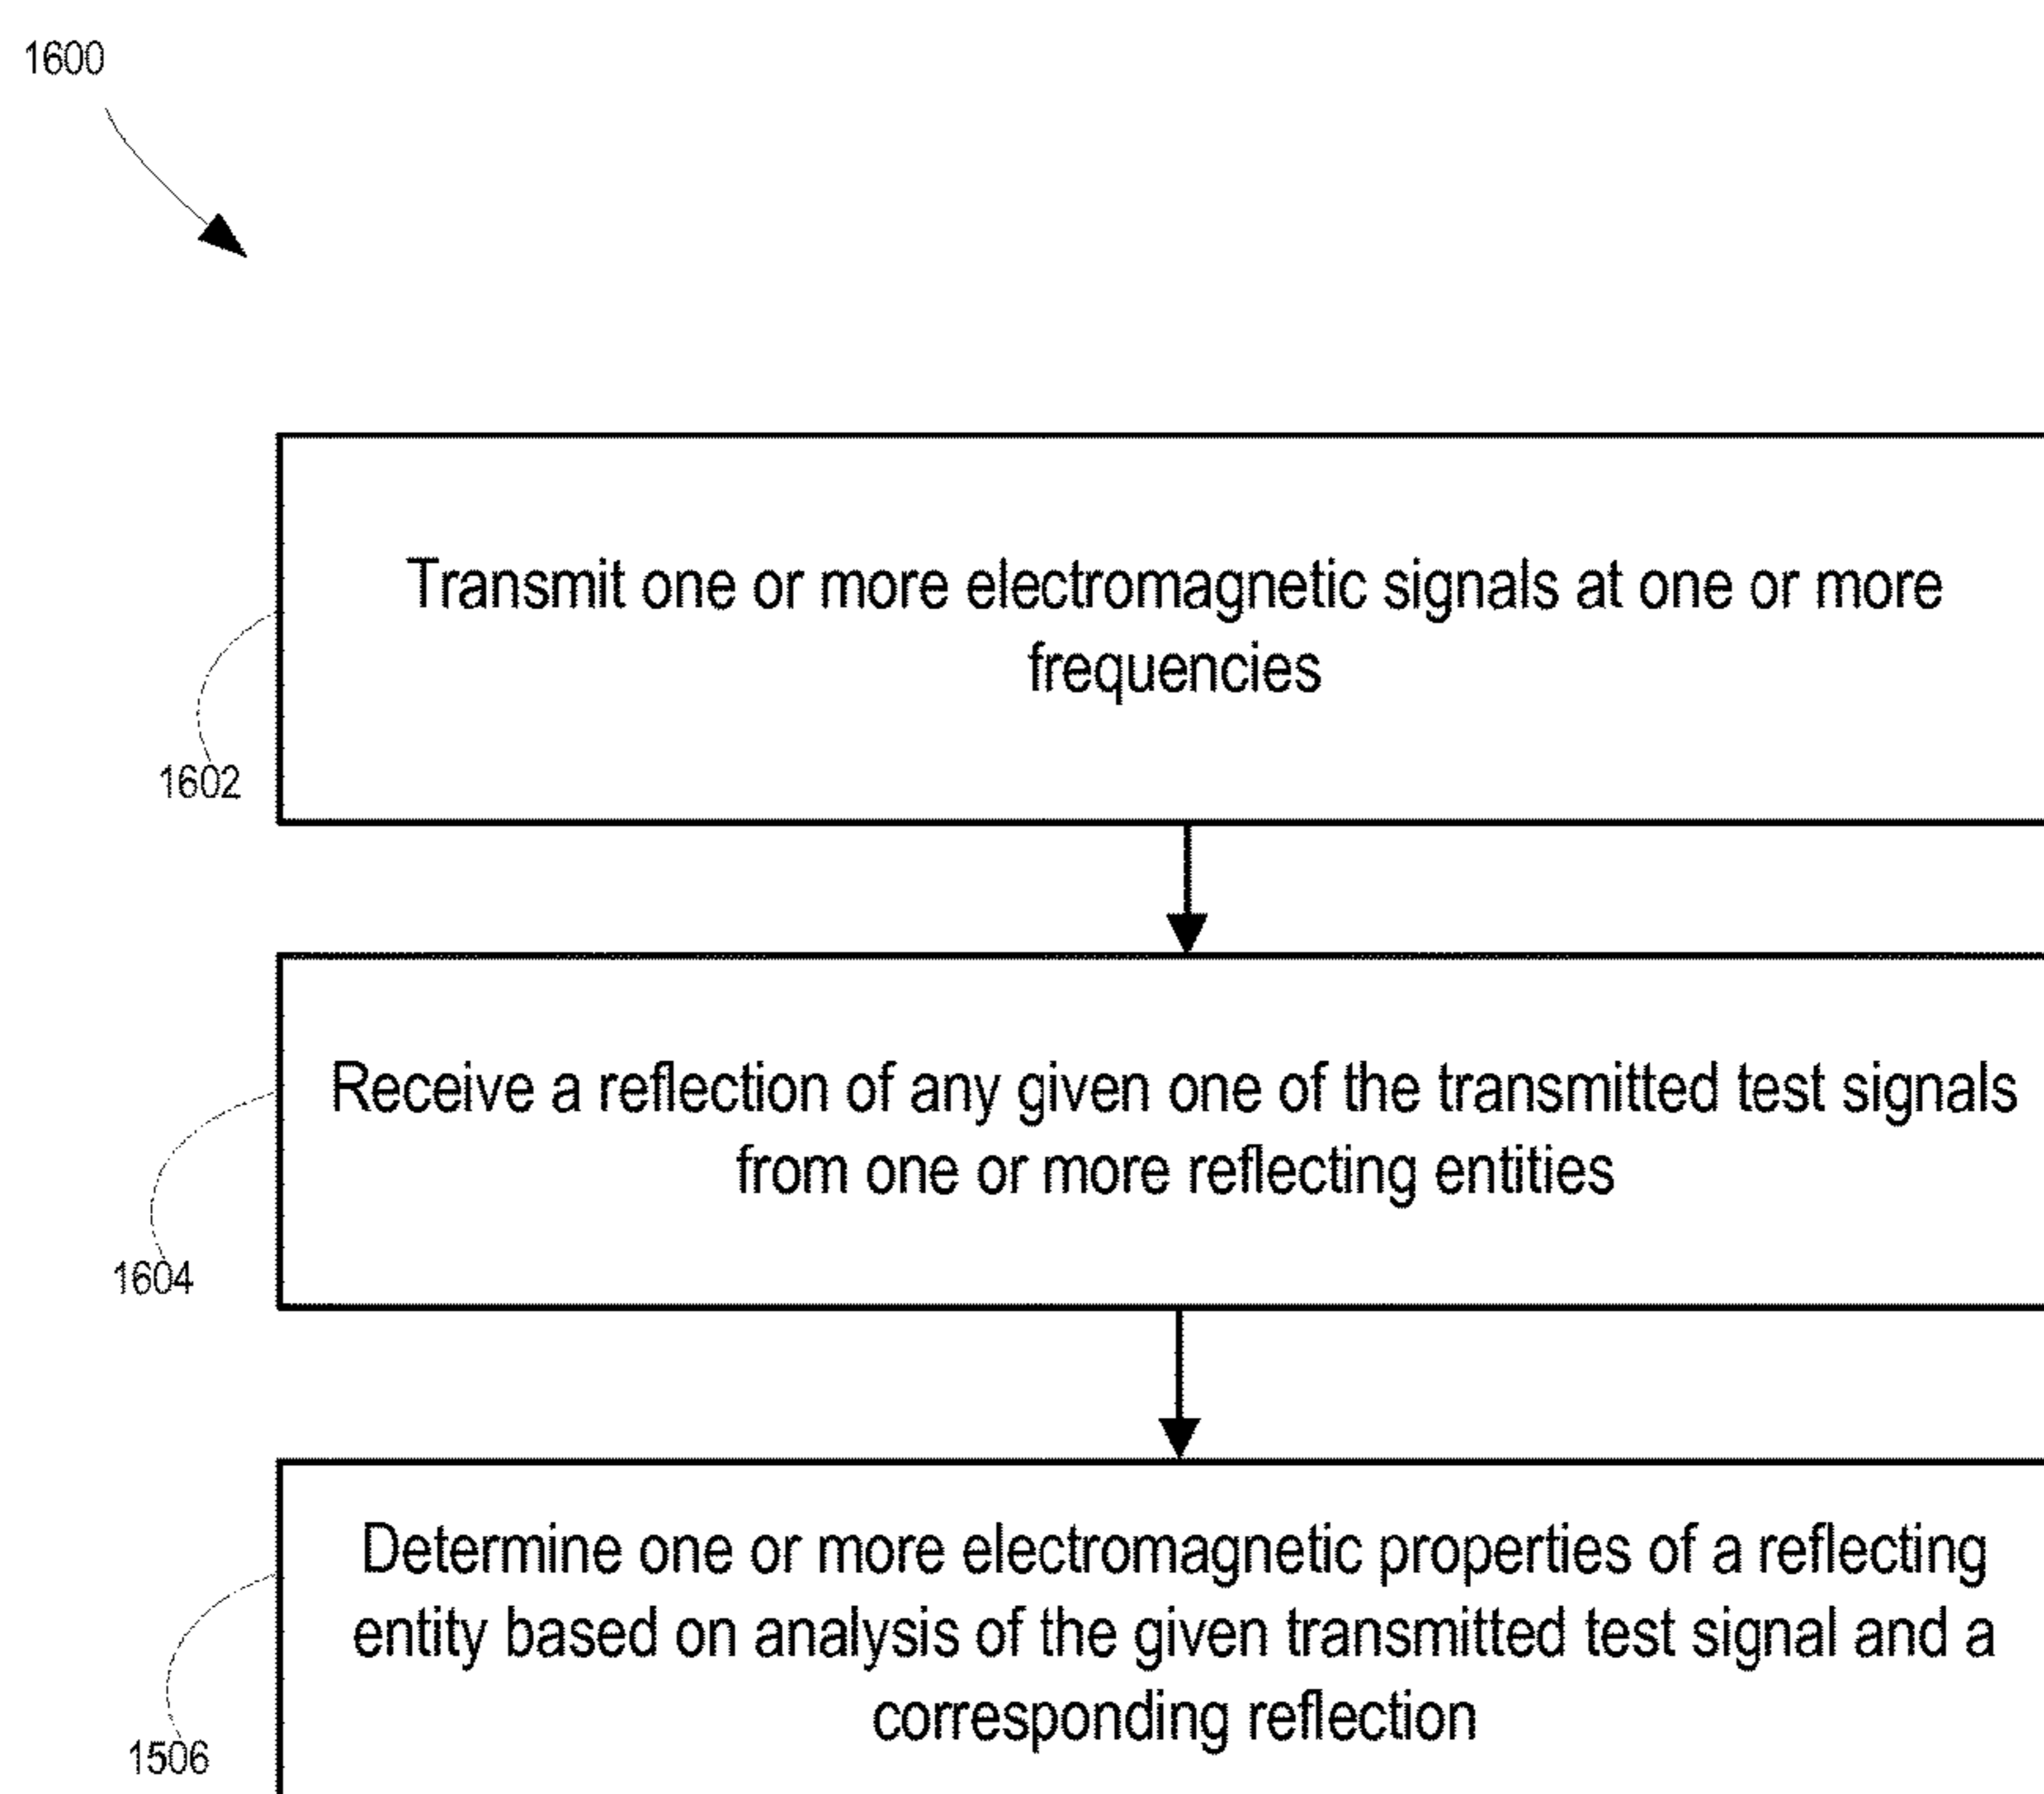 1600
Transmit one or more electromagnetic signals at one or more
frequencies
1602
Receive a reflection of any given one of the transmitted test signals
from one or more reflecting entities
1604
Determine one or more electromagnetic properties of a reflecting
entity based on analysis of the given transmitted test signal and a
corresponding reflection
1506